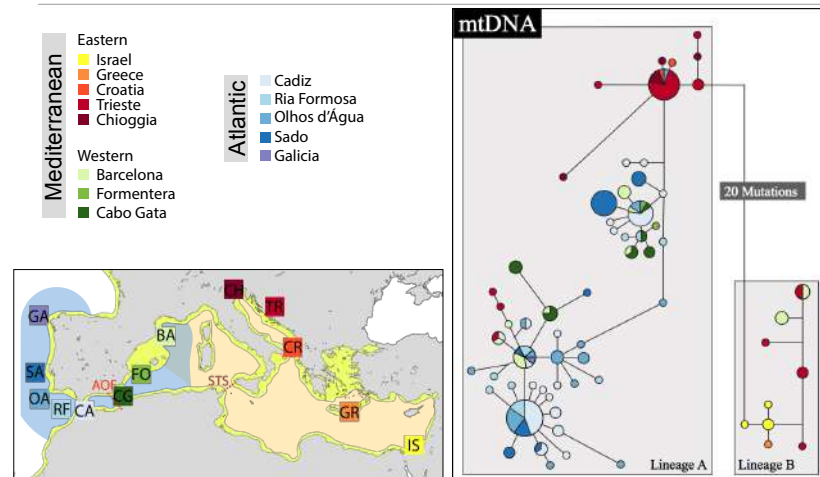 Mediterranean
Eastern
Israel
Greece
Croatia
Trieste
Chioggia
Western
Barcelona
Formentera
Cabo Gata
Atlantic
Cadiz
Ria Formosa
Olhos d'Água
Sado
Galicia
CH
TR
GA
BA
CR
SA
FO
STS
AOF
OA
RF
CA
CG
GR
IS
mtDNA
20 Mutations
Lineage A
Lineage B